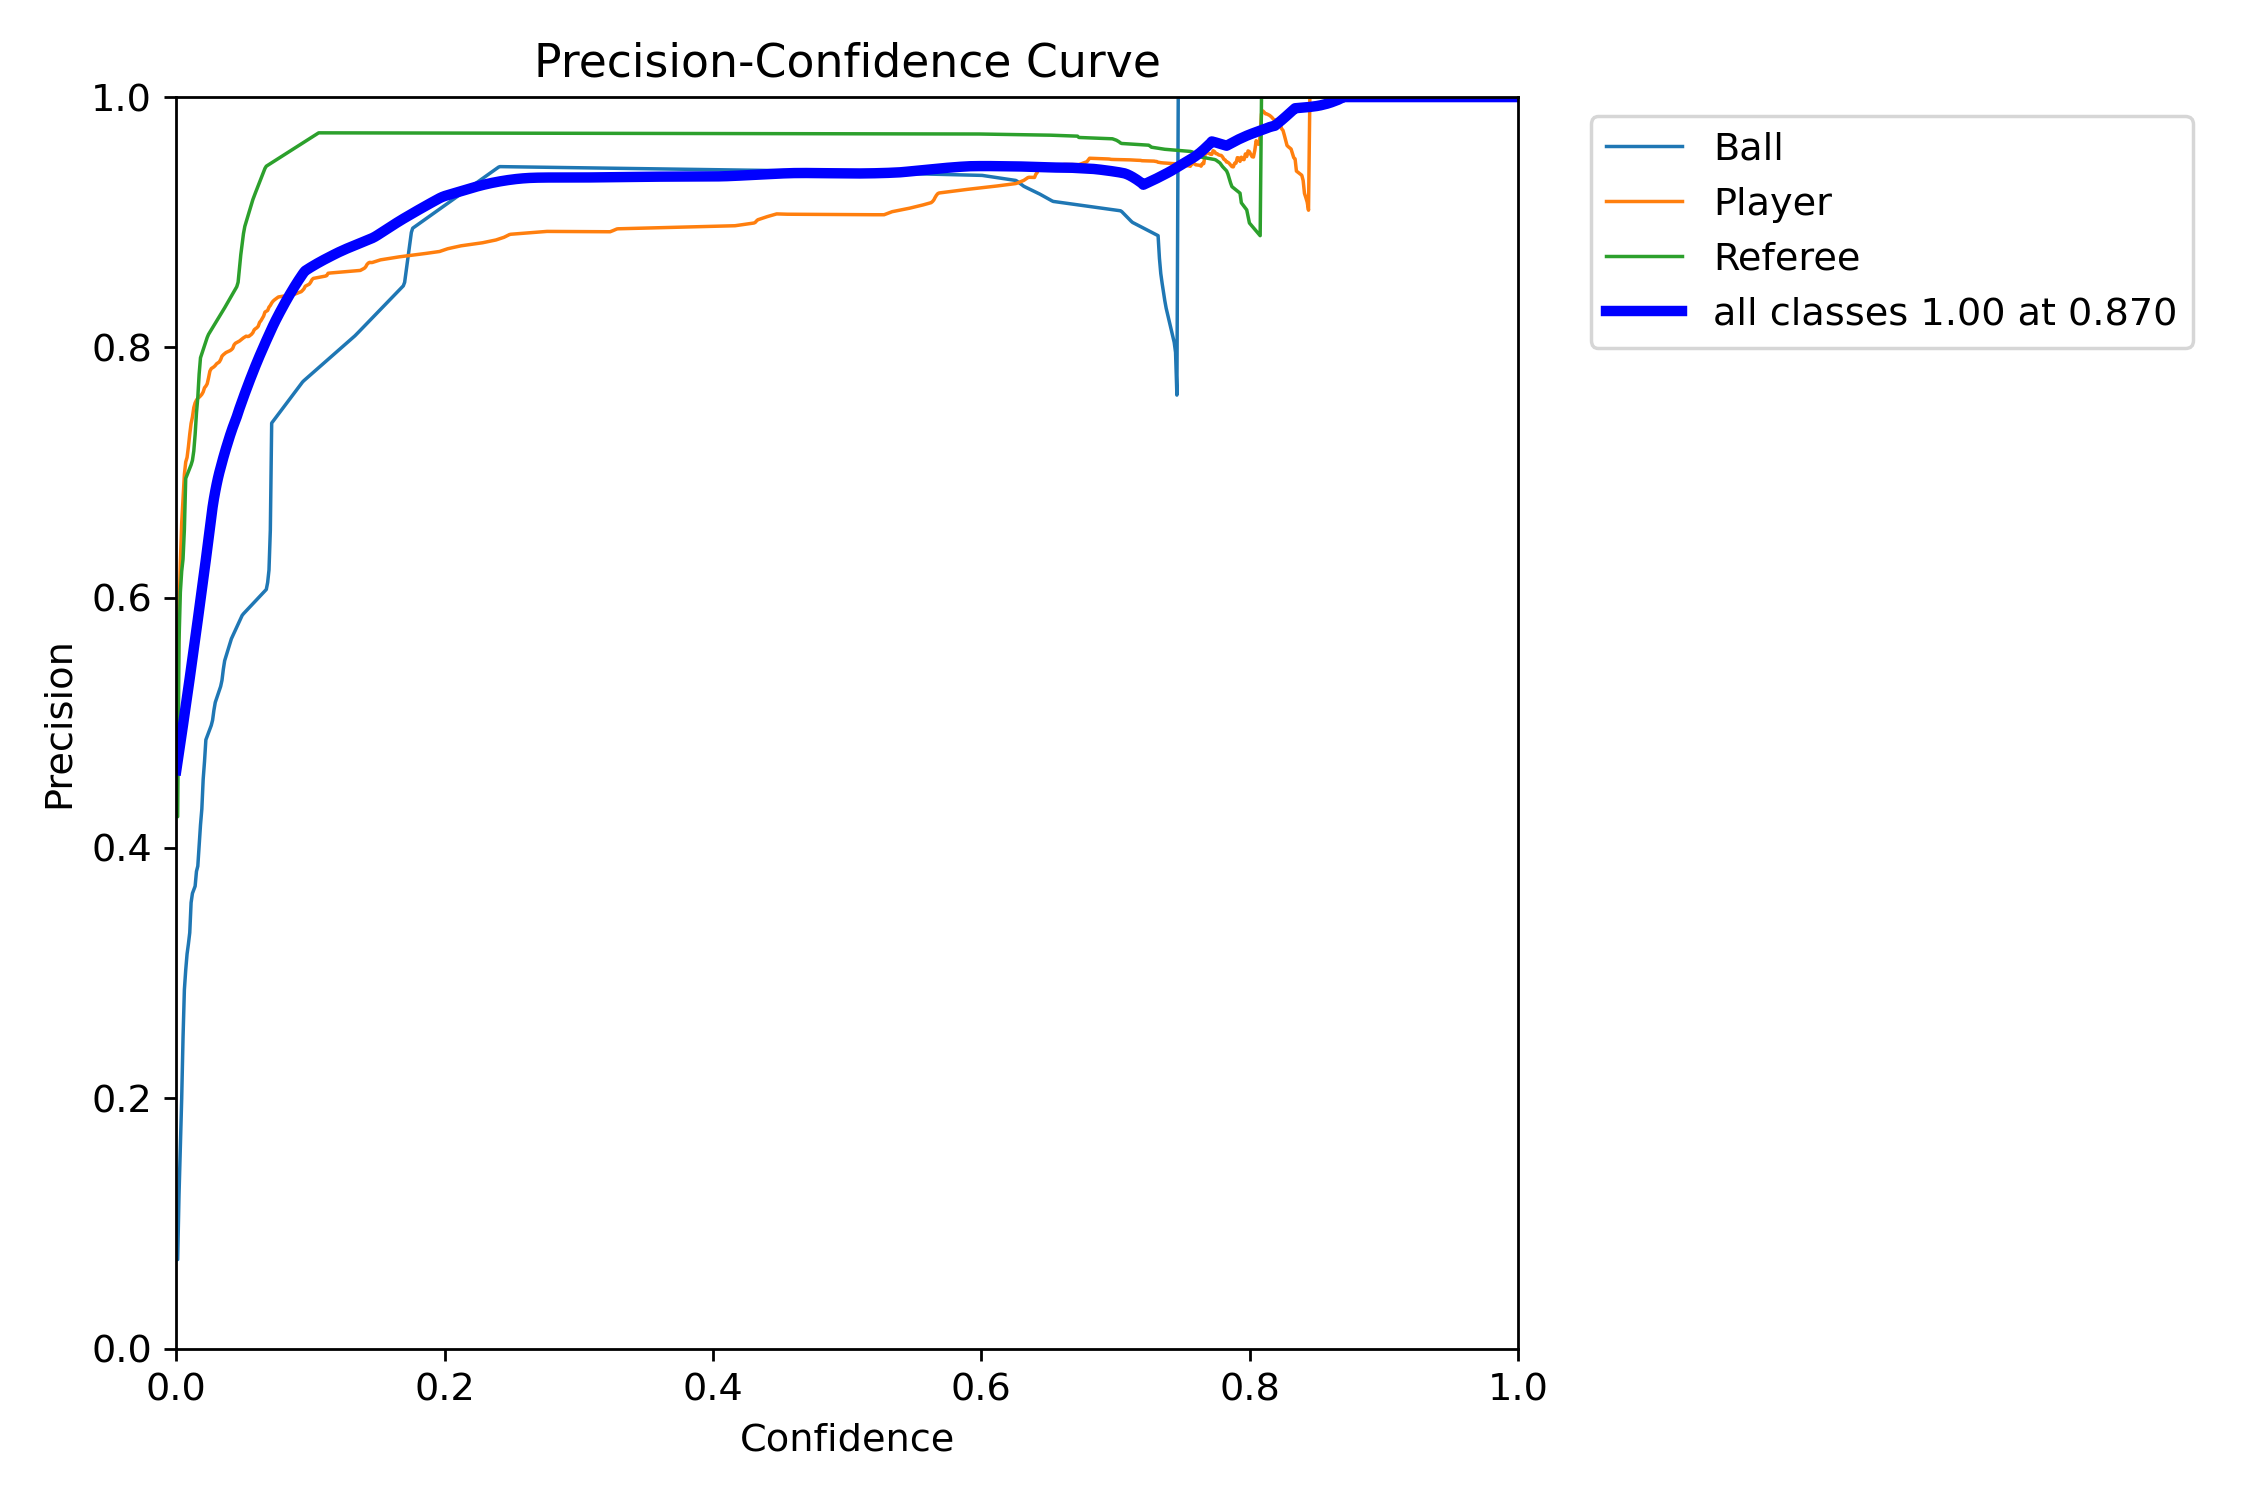 Precision-Confidence Curve
1.0
0.8
0.6
0.4
0.2
0.0
Precision
0.0 0.2 0.4 0.6 0.8 1.0
Confidence
Ball
Player
Referee
all classes 1.00 at 0.870